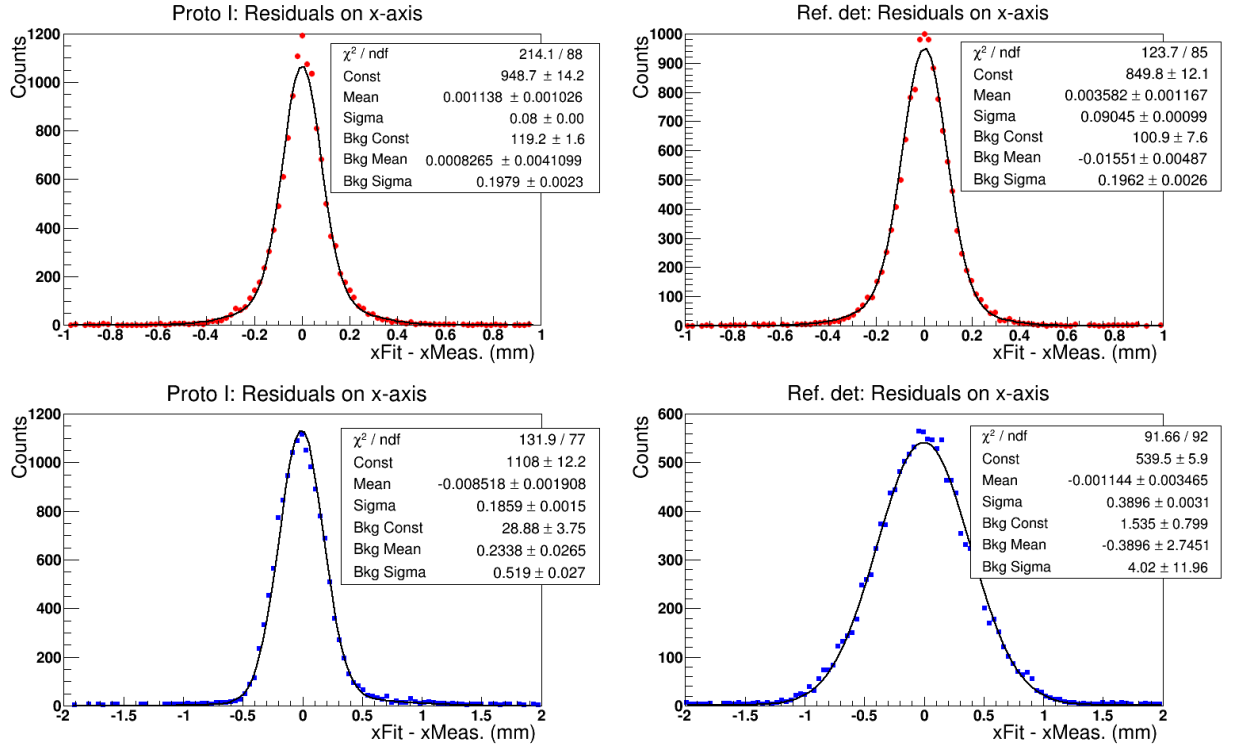 Proto I: Residuals on x-axis
Counts
1200
1000
800
600
400
200
0
-1 -0.8 -0.6 -0.4 -0.2 0 0.2 0.4 0.6 0.8 1
xFit - xMeas. (mm)
χ² / ndf 214.1 / 88
Const 948.7 ± 14.2
Mean 0.001138 ± 0.001026
Sigma 0.08 ± 0.00
Bkg Const 119.2 ± 1.6
Bkg Mean 0.0008265 ± 0.0041099
Bkg Sigma 0.1979 ± 0.0023
Ref. det: Residuals on x-axis
Counts
1000
900
800
700
600
500
400
300
200
100
0
-1 -0.8 -0.6 -0.4 -0.2 0 0.2 0.4 0.6 0.8 1
xFit - xMeas. (mm)
χ² / ndf 123.7 / 85
Const 849.8 ± 12.1
Mean 0.003582 ± 0.001167
Sigma 0.09045 ± 0.00099
Bkg Const 100.9 ± 7.6
Bkg Mean -0.01551 ± 0.00487
Bkg Sigma 0.1962 ± 0.0026
Proto I: Residuals on x-axis
Counts
1200
1000
800
600
400
200
0
-2 -1.5 -1 -0.5 0 0.5 1 1.5 2
xFit - xMeas. (mm)
χ² / ndf 131.9 / 77
Const 1108 ± 12.2
Mean -0.008518 ± 0.001908
Sigma 0.1859 ± 0.0015
Bkg Const 28.88 ± 3.75
Bkg Mean 0.2338 ± 0.0265
Bkg Sigma 0.519 ± 0.027
Ref. det: Residuals on x-axis
Counts
600
500
400
300
200
100
0
-2 -1.5 -1 -0.5 0 0.5 1 1.5 2
xFit - xMeas. (mm)
χ² / ndf 91.66 / 92
Const 539.5 ± 5.9
Mean -0.001144 ± 0.003465
Sigma 0.3896 ± 0.0031
Bkg Const 1.535 ± 0.799
Bkg Mean -0.3896 ± 2.7451
Bkg Sigma 4.02 ± 11.96